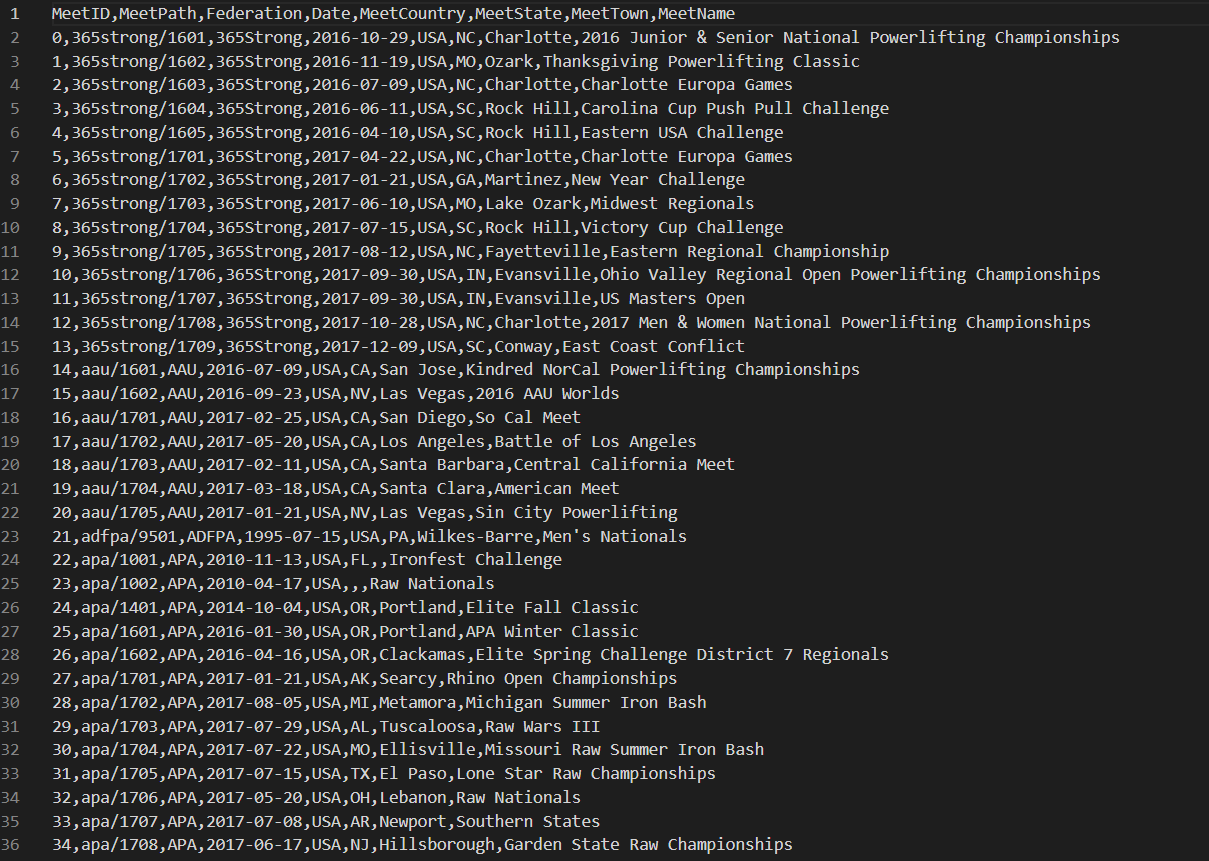 1 MeetID,MeetPath,Federation,Date,MeetCountry,MeetState,MeetTown,MeetName
2 0,365strong/1601,365Strong,2016-10-29,USA,NC,Charlotte,2016 Junior & Senior National Powerlifting Championships
3 1,365strong/1602,365Strong,2016-11-19,USA,MO,Ozark,Thanksgiving Powerlifting Classic
4 2,365strong/1603,365Strong,2016-07-09,USA,NC,Charlotte,Charlotte Europa Games
5 3,365strong/1604,365Strong,2016-06-11,USA,SC,Rock Hill,Carolina Cup Push Pull Challenge
6 4,365strong/1605,365Strong,2016-04-10,USA,SC,Rock Hill,Eastern USA Challenge
7 5,365strong/1701,365Strong,2017-04-22,USA,NC,Charlotte,Charlotte Europa Games
8 6,365strong/1702,365Strong,2017-01-21,USA,GA,Martinez,New Year Challenge
9 7,365strong/1703,365Strong,2017-06-10,USA,MO,Lake Ozark,Midwest Regionals
10 8,365strong/1704,365Strong,2017-07-15,USA,SC,Rock Hill,Victory Cup Challenge
11 9,365strong/1705,365Strong,2017-08-12,USA,NC,Fayetteville,Eastern Regional Championship
12 10,365strong/1706,365Strong,2017-09-30,USA,IN,Evansville,Ohio Valley Regional Open Powerlifting Championships
13 11,365strong/1707,365Strong,2017-09-30,USA,IN,Evansville,US Masters Open
14 12,365strong/1708,365Strong,2017-10-28,USA,NC,Charlotte,2017 Men & Women National Powerlifting Championships
15 13,365strong/1709,365Strong,2017-12-09,USA,SC,Conway,East Coast Conflict
16 14,aau/1601,AAU,2016-07-09,USA,CA,San Jose,Kindred NorCal Powerlifting Championships
17 15,aau/1602,AAU,2016-09-23,USA,NV,Las Vegas,2016 AAU Worlds
18 16,aau/1701,AAU,2017-02-25,USA,CA,San Diego,So Cal Meet
19 17,aau/1702,AAU,2017-05-20,USA,CA,Los Angeles,Battle of Los Angeles
20 18,aau/1703,AAU,2017-02-11,USA,CA,Santa Barbara,Central California Meet
21 19,aau/1704,AAU,2017-03-18,USA,CA,Santa Clara,American Meet
22 20,aau/1705,AAU,2017-01-21,USA,NV,Las Vegas,Sin City Powerlifting
23 21,adfpa/9501,ADFPA,1995-07-15,USA,PA,Wilkes-Barre,Men's Nationals
24 22,apa/1001,APA,2010-11-13,USA,FL,,Ironfest Challenge
25 23,apa/1002,APA,2010-04-17,USA,,,Raw Nationals
26 24,apa/1401,APA,2014-10-04,USA,OR,Portland,Elite Fall Classic
27 25,apa/1601,APA,2016-01-30,USA,OR,Portland,APA Winter Classic
28 26,apa/1602,APA,2016-04-16,USA,OR,Clackamas,Elite Spring Challenge District 7 Regionals
29 27,apa/1701,APA,2017-01-21,USA,AK,Searcy,Rhino Open Championships
30 28,apa/1702,APA,2017-08-05,USA,MI,Metamora,Michigan Summer Iron Bash
31 29,apa/1703,APA,2017-07-29,USA,AL,Tuscaloosa,Raw Wars III
32 30,apa/1704,APA,2017-07-22,USA,MO,Ellisville,Missouri Raw Summer Iron Bash
33 31,apa/1705,APA,2017-07-15,USA,TX,El Paso,Lone Star Raw Championships
34 32,apa/1706,APA,2017-05-20,USA,OH,Lebanon,Raw Nationals
35 33,apa/1707,APA,2017-07-08,USA,AR,Newport,Southern States
36 34,apa/1708,APA,2017-06-17,USA,NJ,Hillsborough,Garden State Raw Championships